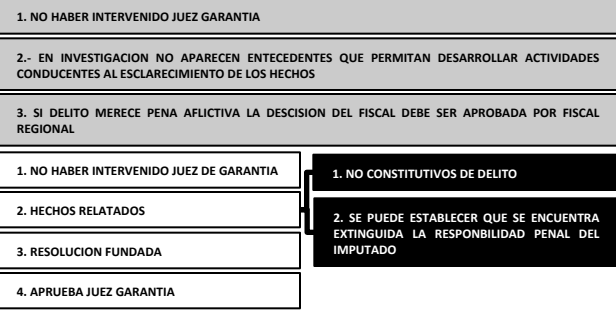 1. NO HABER INTERVENIDO JUEZ GARANTIA
2.- EN INVESTIGACION NO APARECEN ENTECEDENTES QUE PERMITAN DESARROLLAR ACTIVIDADES
CONDUCENTES AL ESCLARECIMIENTO DE LOS HECHOS
3. SI DELITO MERECE PENA AFLICTIVA LA DESCISION DEL FISCAL DEBE SER APROBADA POR FISCAL
REGIONAL
1. NO HABER INTERVENIDO JUEZ DE GARANTIA
2. HECHOS RELATADOS
3. RESOLUCION FUNDADA
4. APRUEBA JUEZ GARANTIA
1. NO CONSTITUTIVOS DE DELITO
2. SE PUEDE ESTABLECER QUE SE ENCUENTRA
EXTINGUIDA LA RESPONBILIDAD PENAL DEL
IMPUTADO